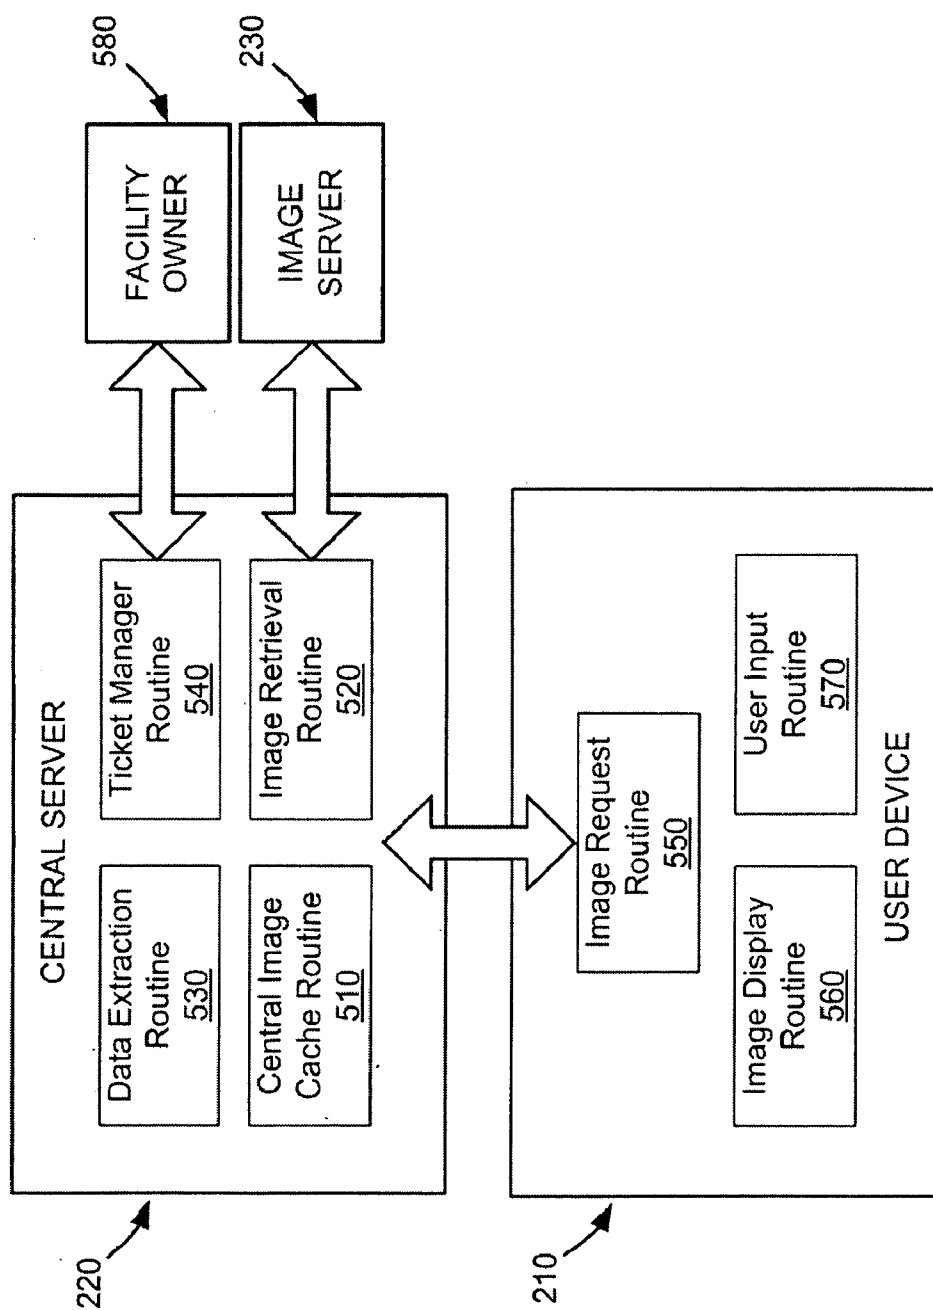 580
230
FACILITY
OWNER
IMAGE
SERVER
CENTRAL SERVER
Data Extraction
Routine
530
Ticket Manager
Routine
540
Central Image
Cache Routine
510
Image Retrieval
Routine
520
220
Image Request
Routine
550
Image Display
Routine
560
User Input
Routine
570
USER DEVICE
210